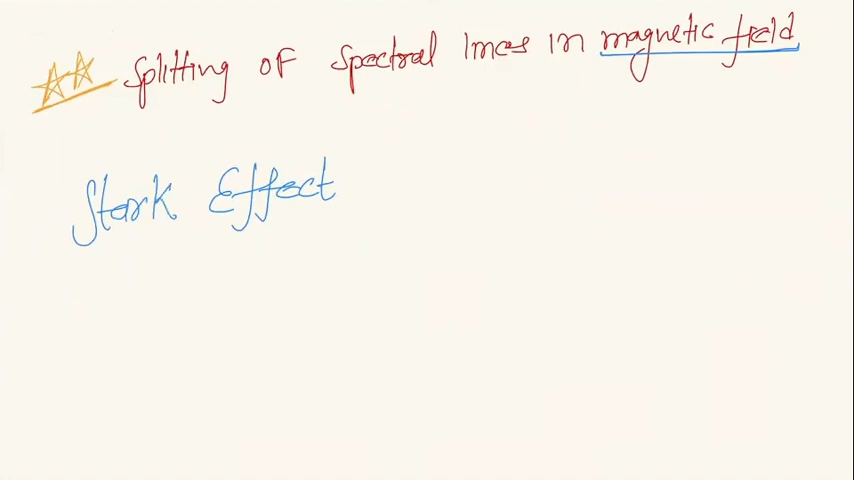 Splitting of spectral lines in magnetic field
Stark Effect